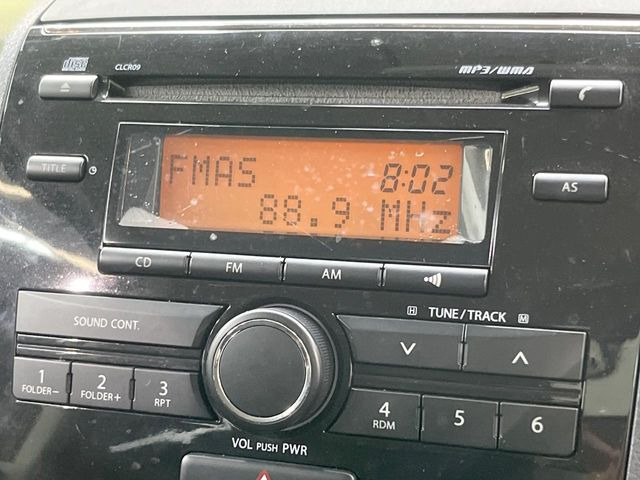 disc CLCR09 MP3/WMA
TITLE
FMAS 8:02
88.9 MHz
AS
CD FM AM
SOUND CONT.
H TUNE/TRACK M
1 2 3
FOLDER− FOLDER+ RPT
4 5 6
RDM
VOL PUSH PWR